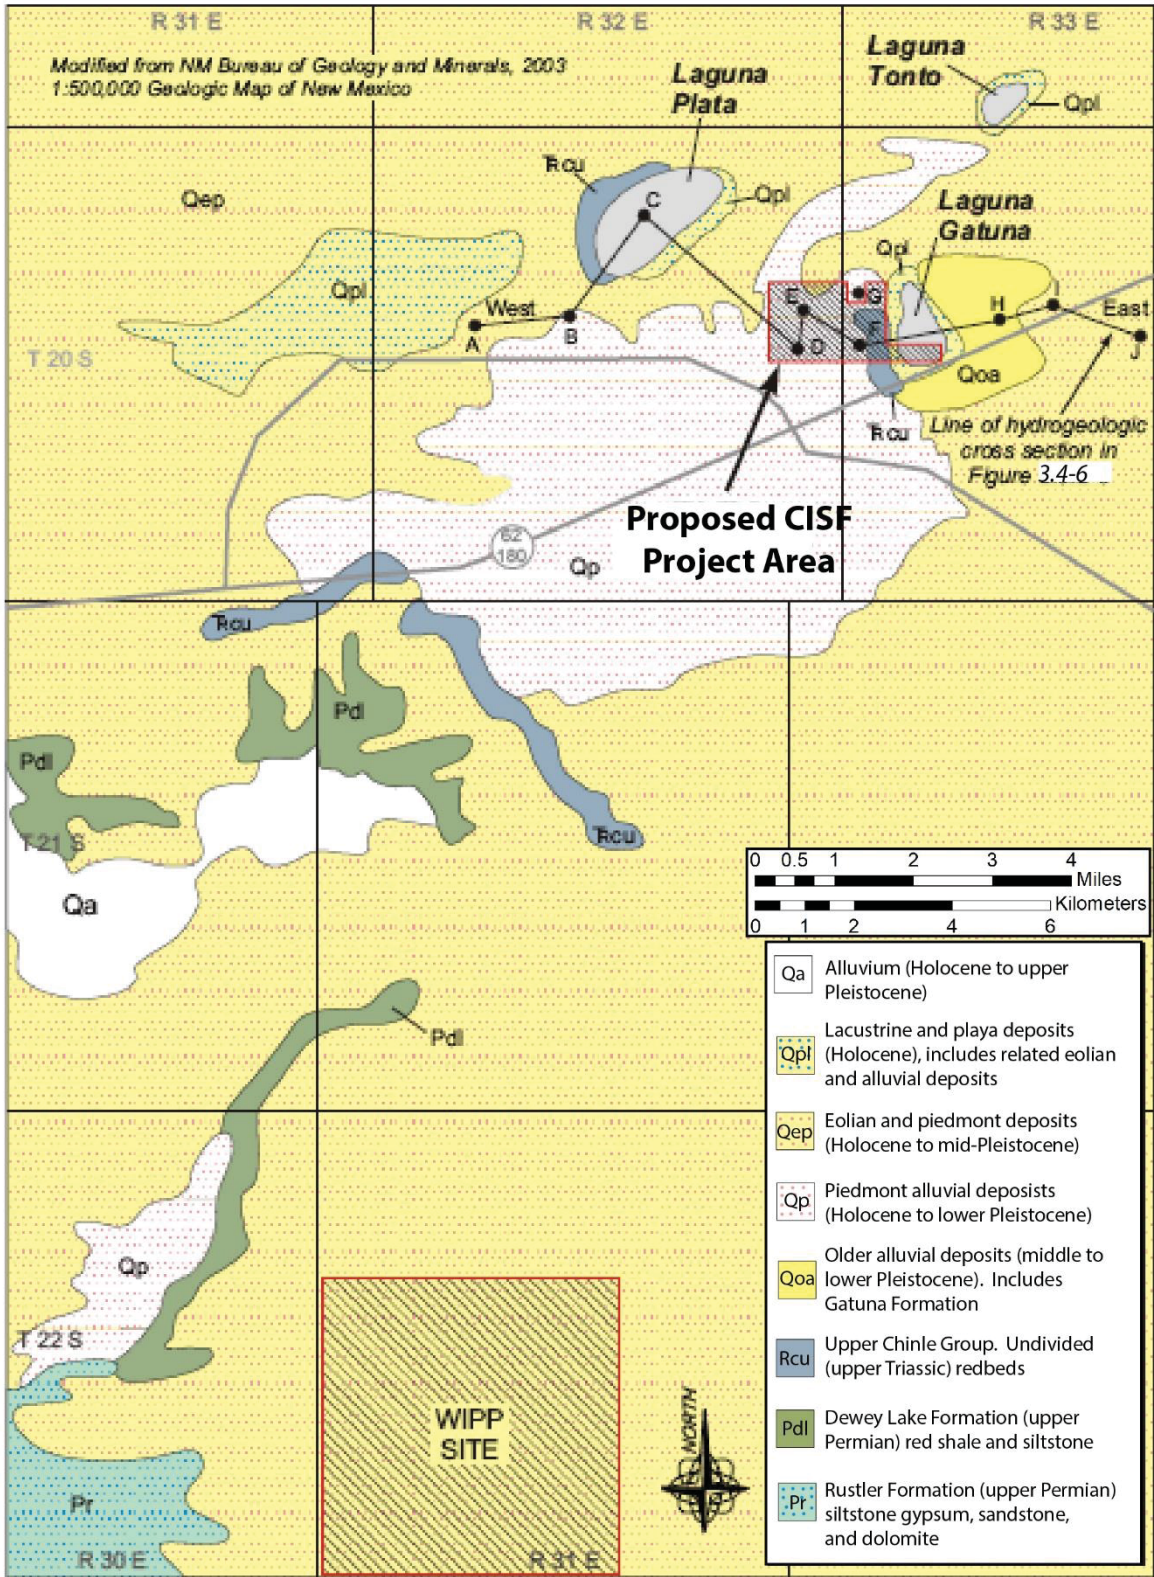 R 31 E
R 32 E
R 33 E
Modified from NM Bureau of Geology and Minerals, 2003
1:500,000 Geologic Map of New Mexico
Laguna
Tonto
Qpl
Laguna
Plata
TRcu
C
Qpl
Qep
Laguna
Gatuna
Qpl
Qpl
West
A
B
E
G
F
D
H
I
East
J
T 20 S
Qoa
TRcu
Line of hydrogeologic
cross section in
Figure 3.4-6
Proposed CISF
Project Area
62
180
Qp
TRcu
Pdl
Pdl
T 21 S
TRcu
Qa
0 0.5 1 2 3 4
Miles
Kilometers
0 1 2 4 6
Pdl
Qp
T 22 S
WIPP
SITE
NORTH
Pr
R 30 E
R 31 E
Qa Alluvium (Holocene to upper
Pleistocene)
Qpl Lacustrine and playa deposits
(Holocene), includes related eolian
and alluvial deposits
Qep Eolian and piedmont deposits
(Holocene to mid-Pleistocene)
Qp Piedmont alluvial deposists
(Holocene to lower Pleistocene)
Qoa Older alluvial deposits (middle to
lower Pleistocene). Includes
Gatuna Formation
Rcu Upper Chinle Group. Undivided
(upper Triassic) redbeds
Pdl Dewey Lake Formation (upper
Permian) red shale and siltstone
Pr Rustler Formation (upper Permian)
siltstone gypsum, sandstone,
and dolomite